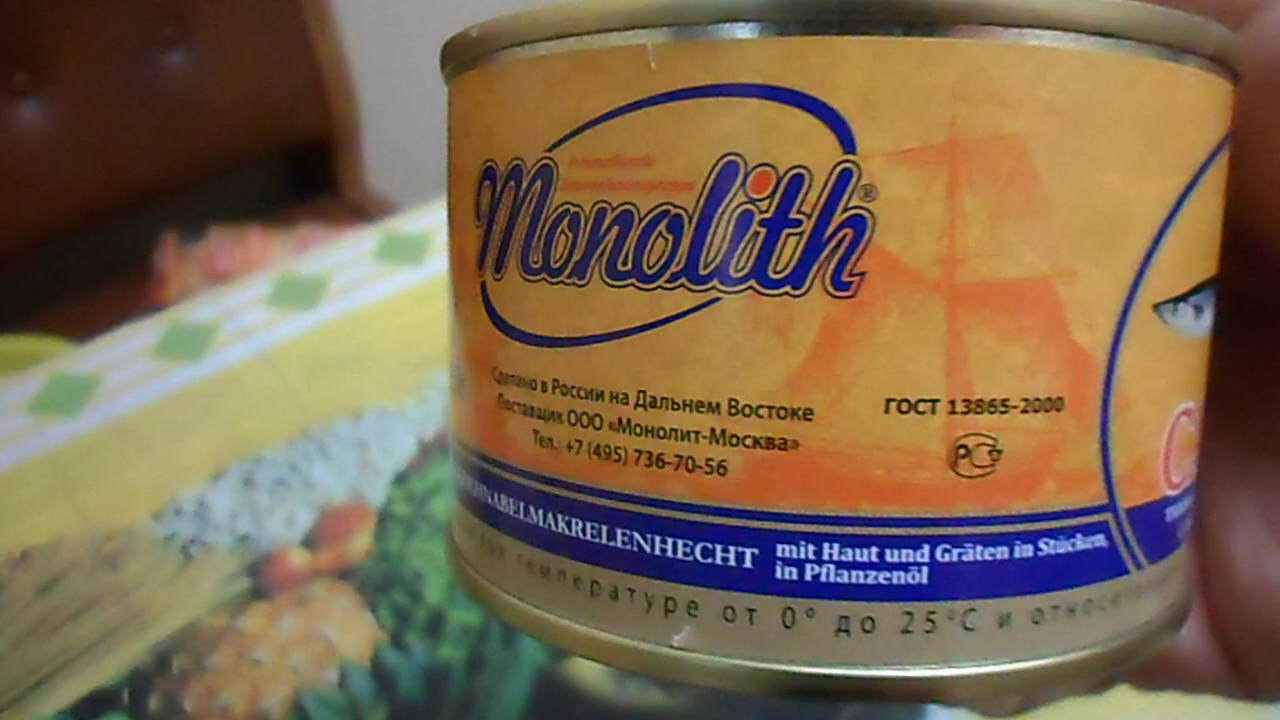 Monolith®
Сделано в России на Дальнем Востоке
Поставщик ООО «Монолит-Москва»
Тел.: +7 (495) 736-70-56
ГОСТ 13865-2000
РСТ
mit Haut und Gräten in Stücken,
in Pflanzenöl
температуре от 0° до 25°C и